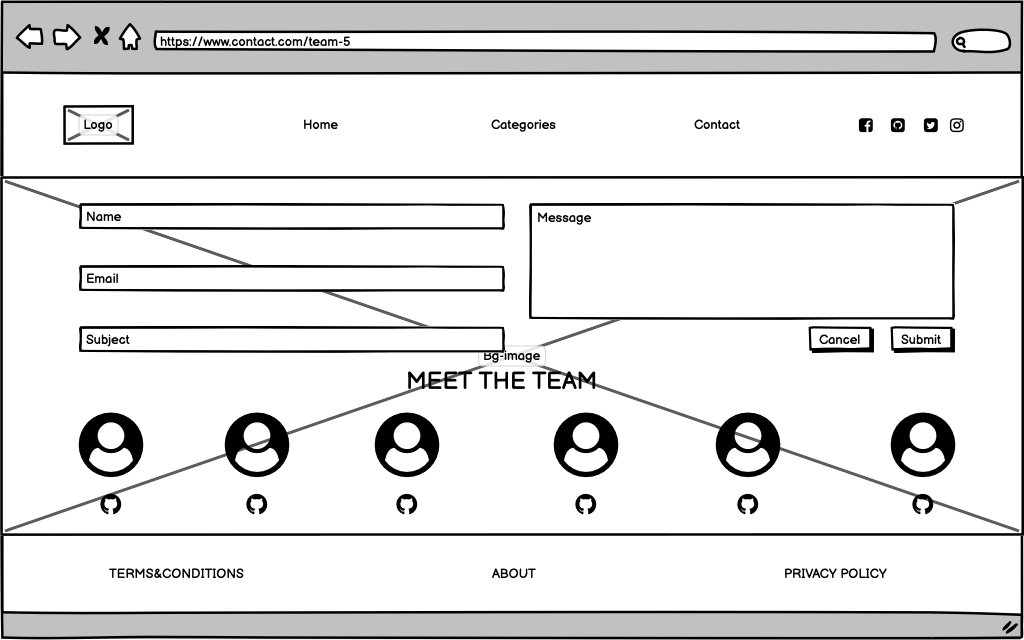 https://www.contact.com/team-5
Logo
Home
Categories
Contact
Name
Message
Email
Subject
Cancel
Submit
Bg-image
MEET THE TEAM
TERMS&CONDITIONS
ABOUT
PRIVACY POLICY